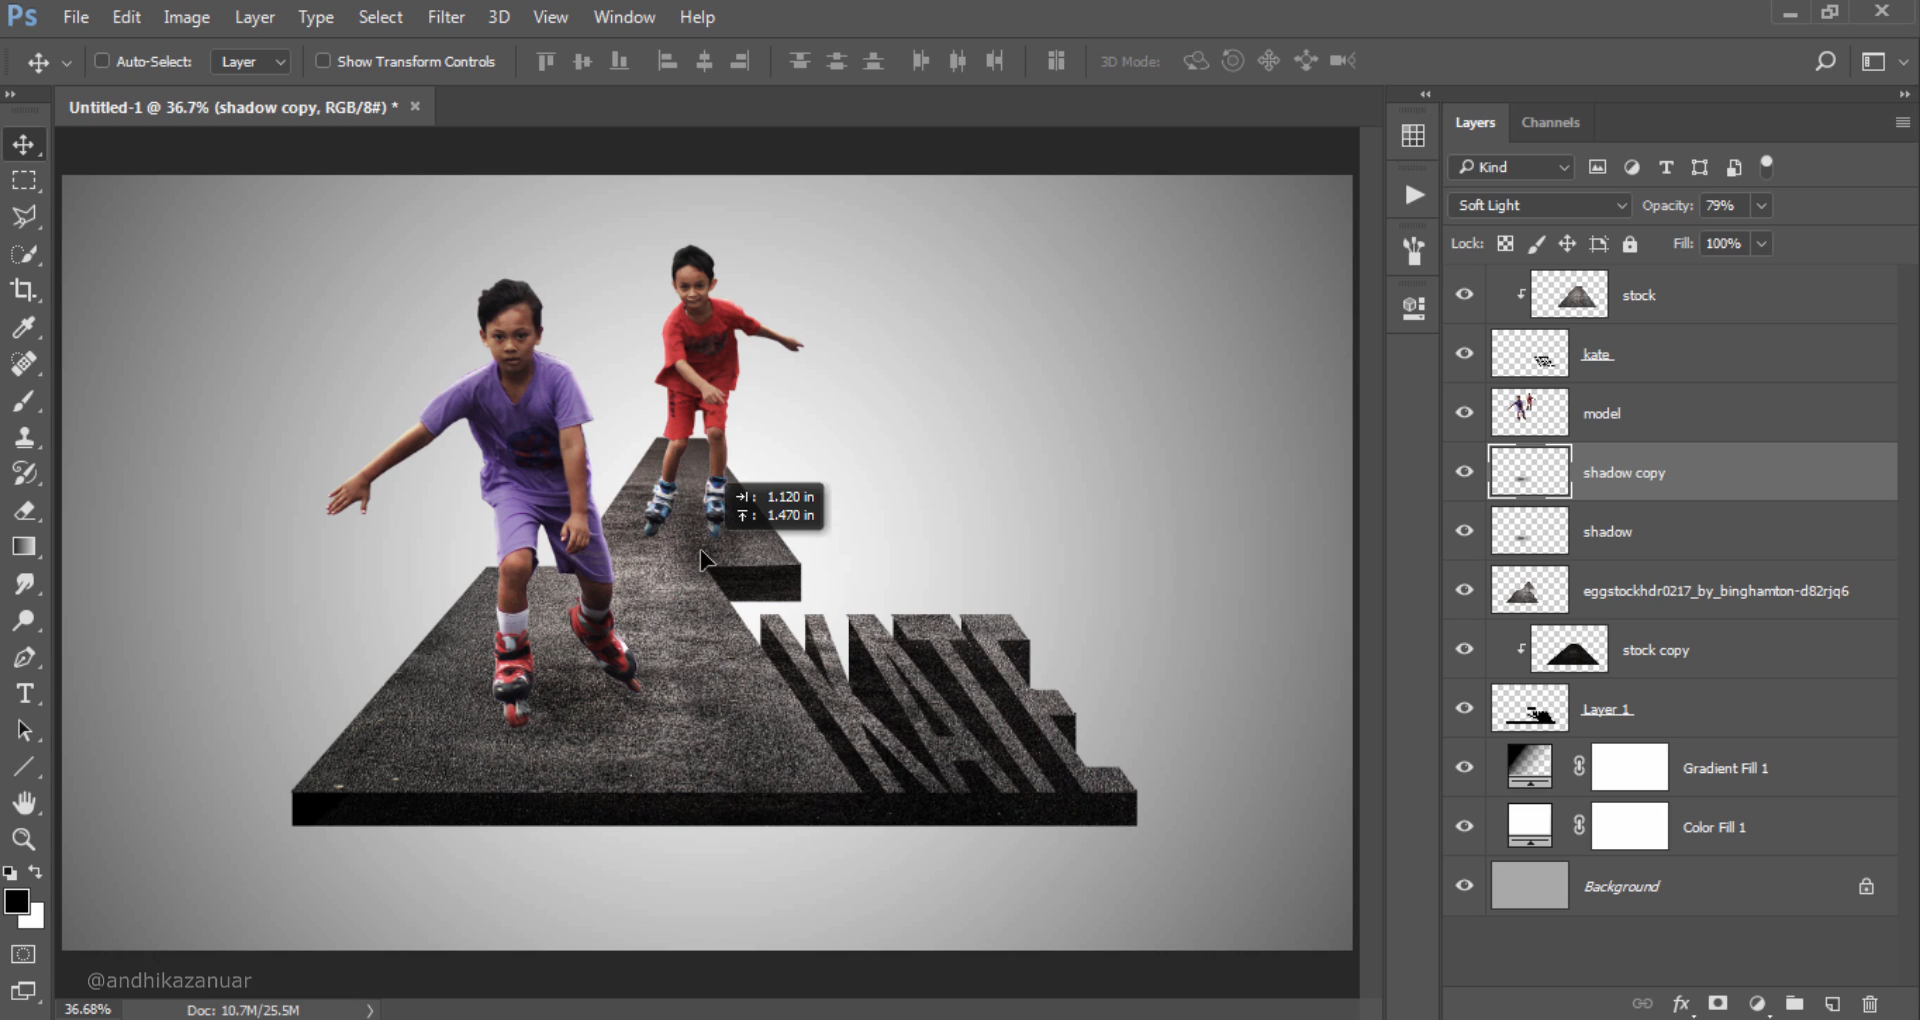 Ps File Edit Image Layer Type Select Filter 3D View Window Help
Auto-Select: Layer Show Transform Controls 3D Mode:
Untitled-1 @ 36.7% (shadow copy, RGB/8#) *
Layers Channels
Kind
Soft Light Opacity: 79%
Lock: Fill: 100%
stock
kate
model
shadow copy
shadow
eggstockhdr0217_by_binghamton-d82rjq6
stock copy
Layer 1
Gradient Fill 1
Color Fill 1
Background
1.120 in
1.470 in
KATE
@andhikazanuar
36.68% Doc: 10.7M/25.5M